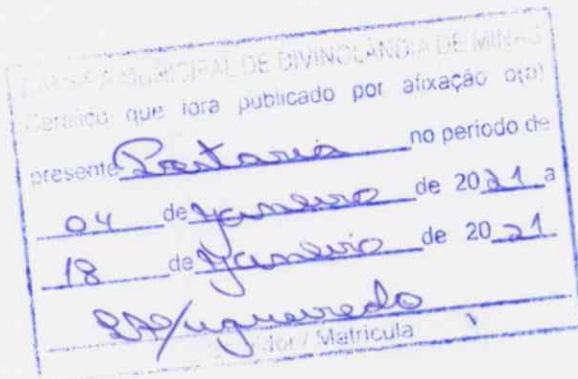 CÂMARA MUNICIPAL DE DIVINOLÂNDIA DE MINAS
Certifico que fora publicado por afixação o(a)
presente Portaria no período de
04 de Janeiro de 2021 a
18 de Janeiro de 2021
Servidor / Matrícula